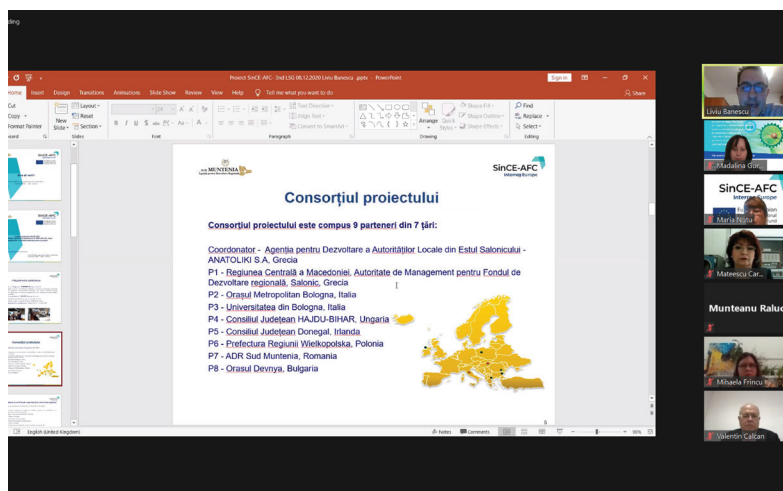 Proiect SinCE-AFC- 2nd LSG 08.12.2020 Liviu Banescu .pptx - PowerPoint
Sign in
Home Insert Design Transitions Animations Slide Show Review View Help Tell me what you want to do
Share
Cut
Copy
Format Painter
New Slide
Layout
Reset
Section
Slides
Font
Text Direction
Align Text
Convert to SmartArt
Paragraph
Arrange
Quick Styles
Shape Fill
Shape Outline
Shape Effects
Drawing
Find
Replace
Select
Editing
MUNTENIA
SinCE-AFC
Interreg Europe
Consorțiul proiectului
Consorțiul proiectului este compus 9 parteneri din 7 țări:
Coordonator - Agenția pentru Dezvoltare a Autorităților Locale din Estul Salonicului -
ANATOLIKI S.A, Grecia
P1 - Regiunea Centrală a Macedoniei, Autoritate de Management pentru Fondul de
Dezvoltare regională, Salonic, Grecia
P2 - Orașul Metropolitan Bologna, Italia
P3 - Universitatea din Bologna, Italia
P4 - Consiliul Județean HAJDU-BIHAR, Ungaria
P5 - Consiliul Județean Donegal, Irlanda
P6 - Prefectura Regiunii Wielkopolska, Polonia
P7 - ADR Sud Muntenia, Romania
P8 - Orasul Devnya, Bulgaria
English (United Kingdom)
Notes
Comments
90%
Liviu Banescu
Madalina Gur...
SinCE-AFC
Maria Nitu
Mateescu Car...
Munteanu Raluc
Mihaela Frincu
Valentin Calcan